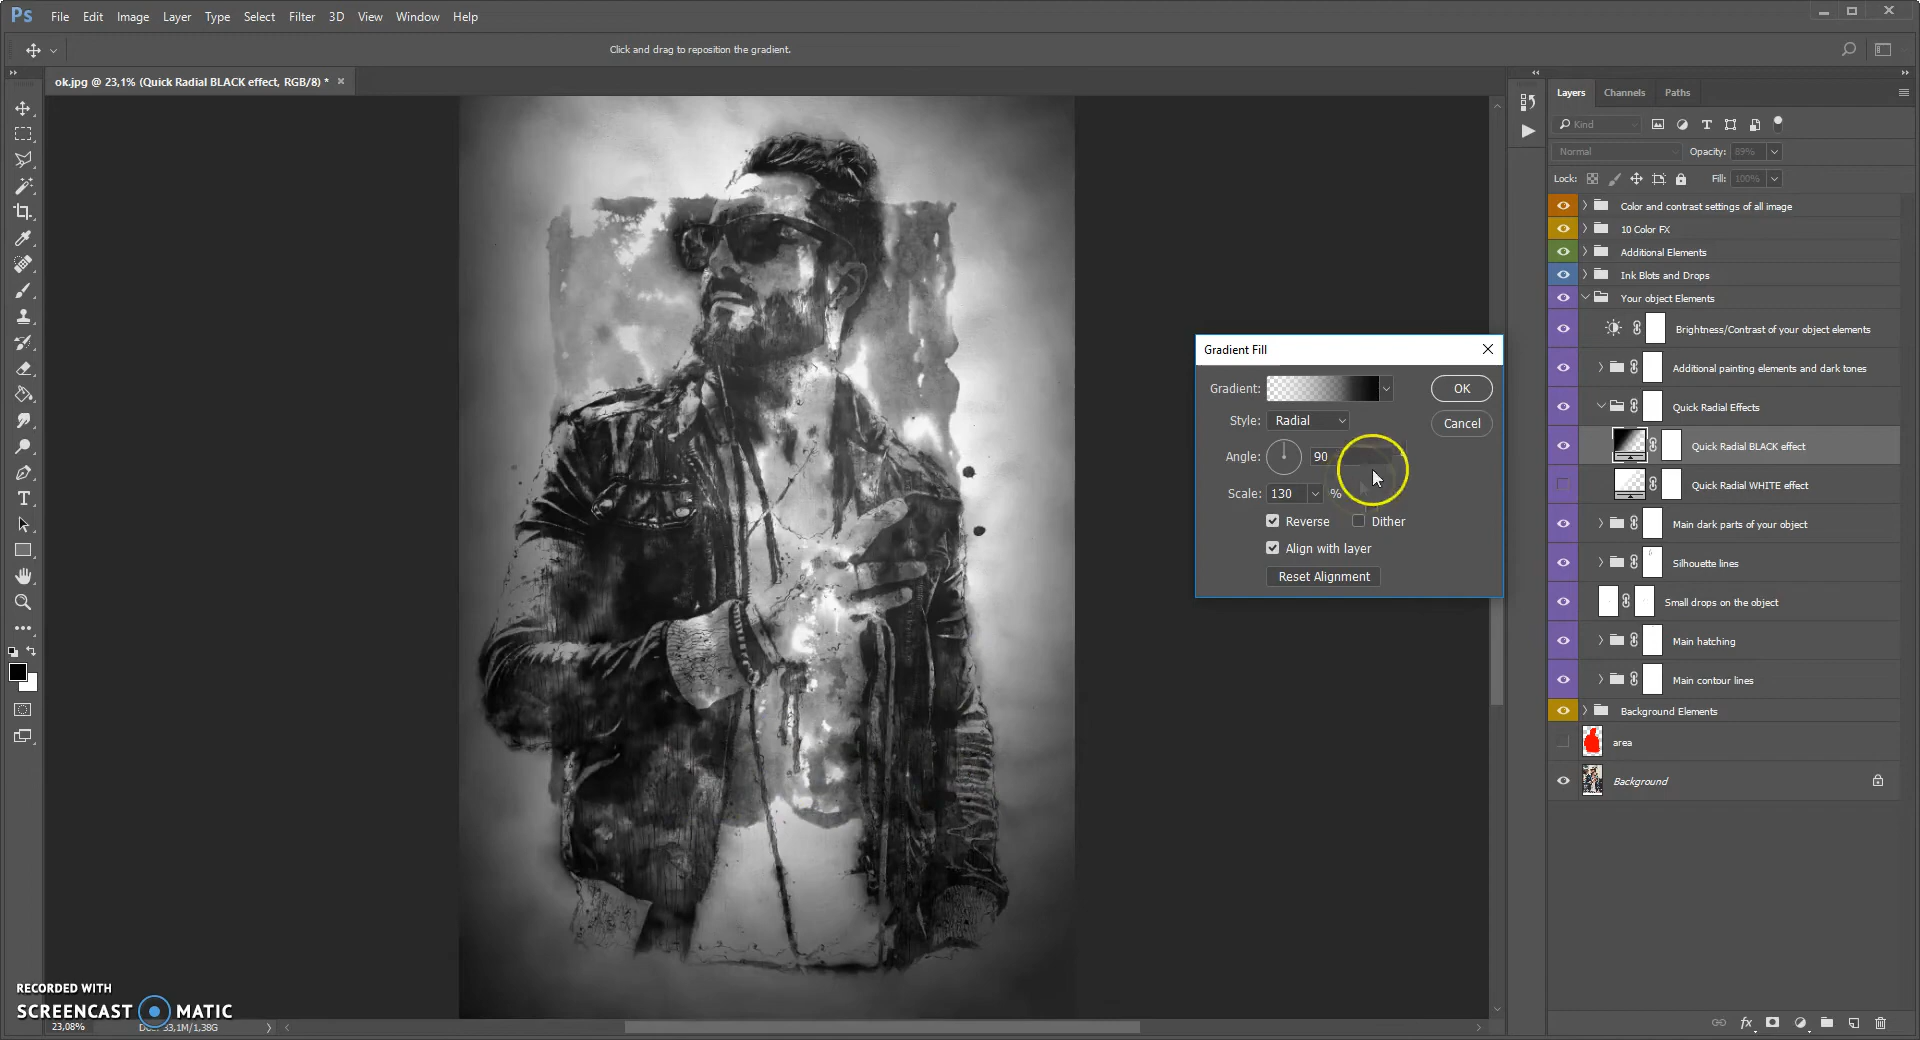 Ps File Edit Image Layer Type Select Filter 3D View Window Help
Click and drag to reposition the gradient.
ok.jpg @ 23,1% (Quick Radial BLACK effect, RGB/8) *
Layers Channels Paths
Kind
Normal Opacity: 89%
Lock: Fill: 100%
Color and contrast settings of all image
10 Color FX
Additional Elements
Ink Blots and Drops
Your object Elements
Brightness/Contrast of your object elements
Additional painting elements and dark tones
Quick Radial Effects
Quick Radial BLACK effect
Quick Radial WHITE effect
Main dark parts of your object
Silhouette lines
Small drops on the object
Main hatching
Main contour lines
Background Elements
area
Background
Gradient Fill
Gradient: OK
Style: Radial Cancel
Angle: 90
Scale: 130 %
Reverse Dither
Align with layer
Reset Alignment
RECORDED WITH
SCREENCAST MATIC
23,08% 33,1M/1,38G
fx